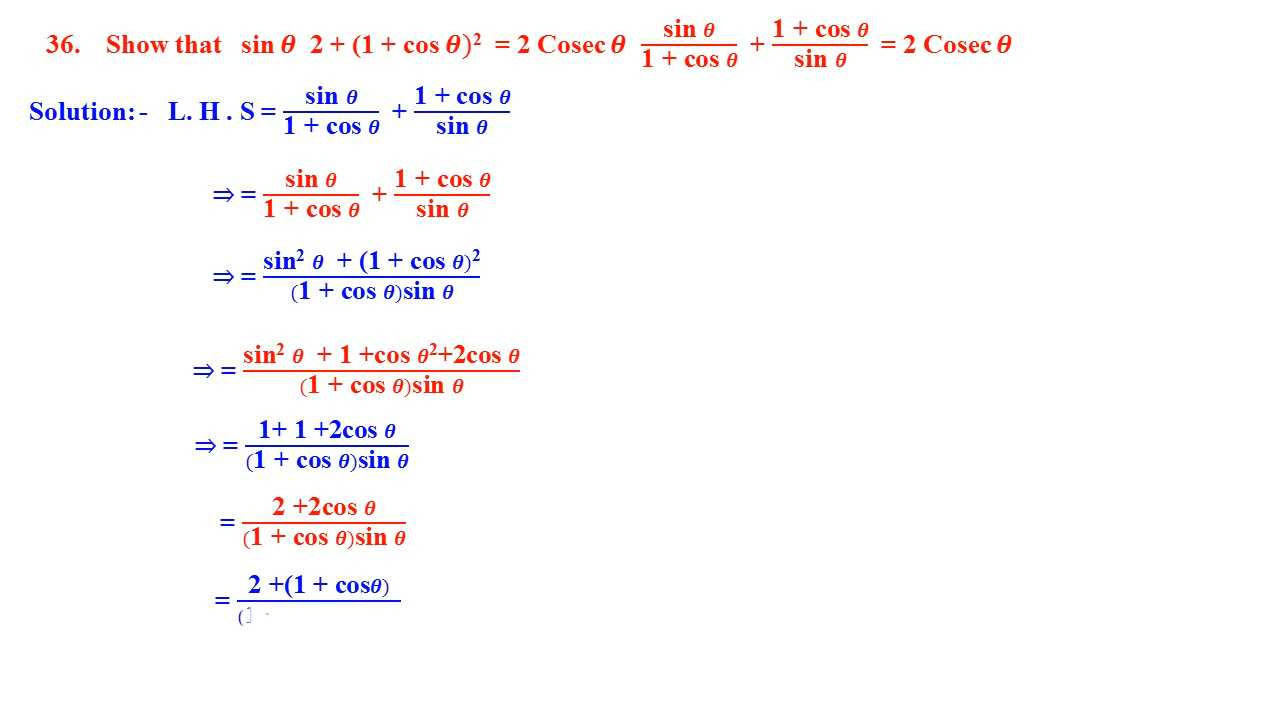 36. Show that sin θ 2 + (1 + cos θ)² = 2 Cosec θ sin θ / 1 + cos θ + 1 + cos θ / sin θ = 2 Cosec θ
Solution:- L. H . S = sin θ / 1 + cos θ + 1 + cos θ / sin θ
⇒ = sin θ / 1 + cos θ + 1 + cos θ / sin θ
⇒ = sin² θ + (1 + cos θ)² / (1 + cos θ)sin θ
⇒ = sin² θ + 1 +cos θ²+2cos θ / (1 + cos θ)sin θ
⇒ = 1+ 1 +2cos θ / (1 + cos θ)sin θ
= 2 +2cos θ / (1 + cos θ)sin θ
= 2 +(1 + cosθ) / (1